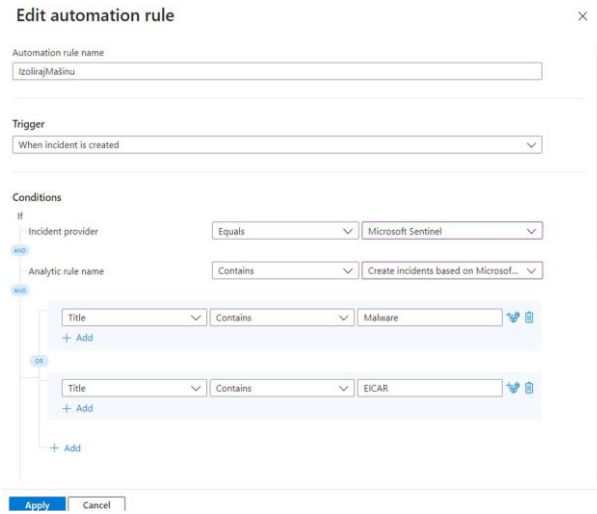 Edit automation rule
Automation rule name
IzolirajMašinu
Trigger
When incident is created
Conditions
If
Incident provider Equals Microsoft Sentinel
AND
Analytic rule name Contains Create incidents based on Microsof...
AND
Title Contains Malware
+ Add
OR
Title Contains EICAR
+ Add
+ Add
Apply Cancel